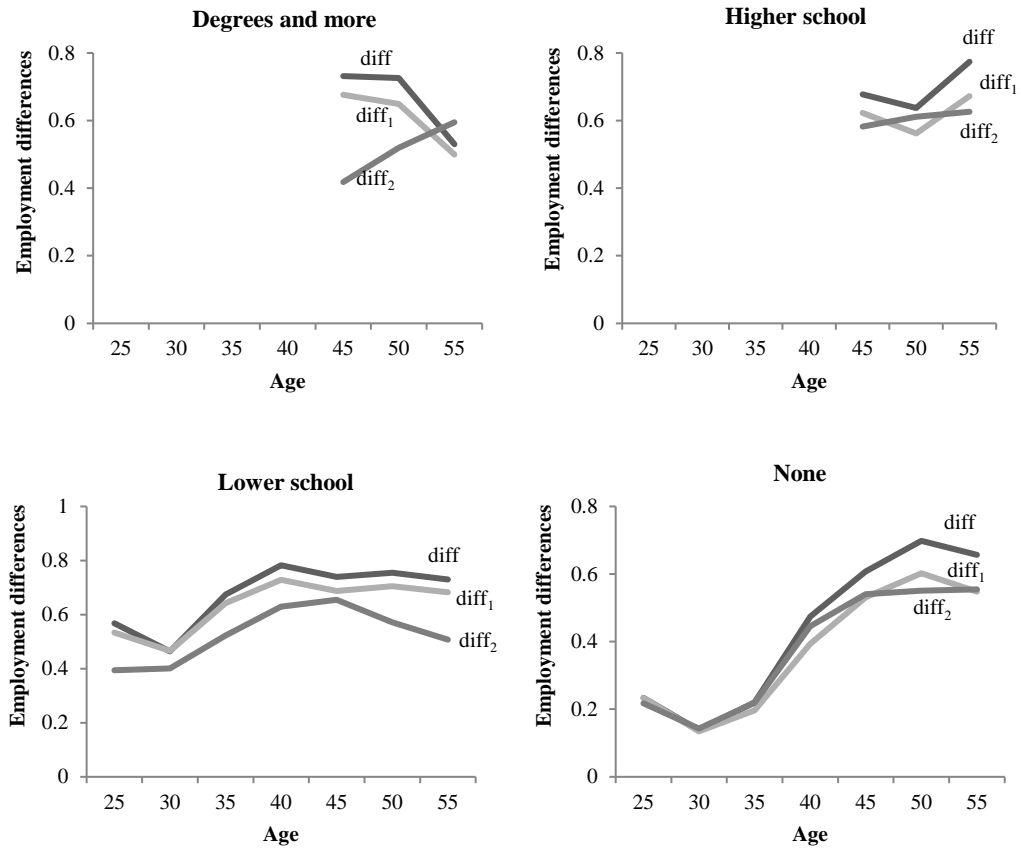 Degrees and more
Employment differences
0.8
0.6
0.4
0.2
0
diff
diff₁
diff₂
25 30 35 40 45 50 55
Age
Higher school
Employment differences
0.8
0.6
0.4
0.2
0
diff
diff₁
diff₂
25 30 35 40 45 50 55
Age
Lower school
Employment differences
1
0.8
0.6
0.4
0.2
0
diff
diff₁
diff₂
25 30 35 40 45 50 55
Age
None
Employment differences
0.8
0.6
0.4
0.2
0
diff
diff₁
diff₂
25 30 35 40 45 50 55
Age